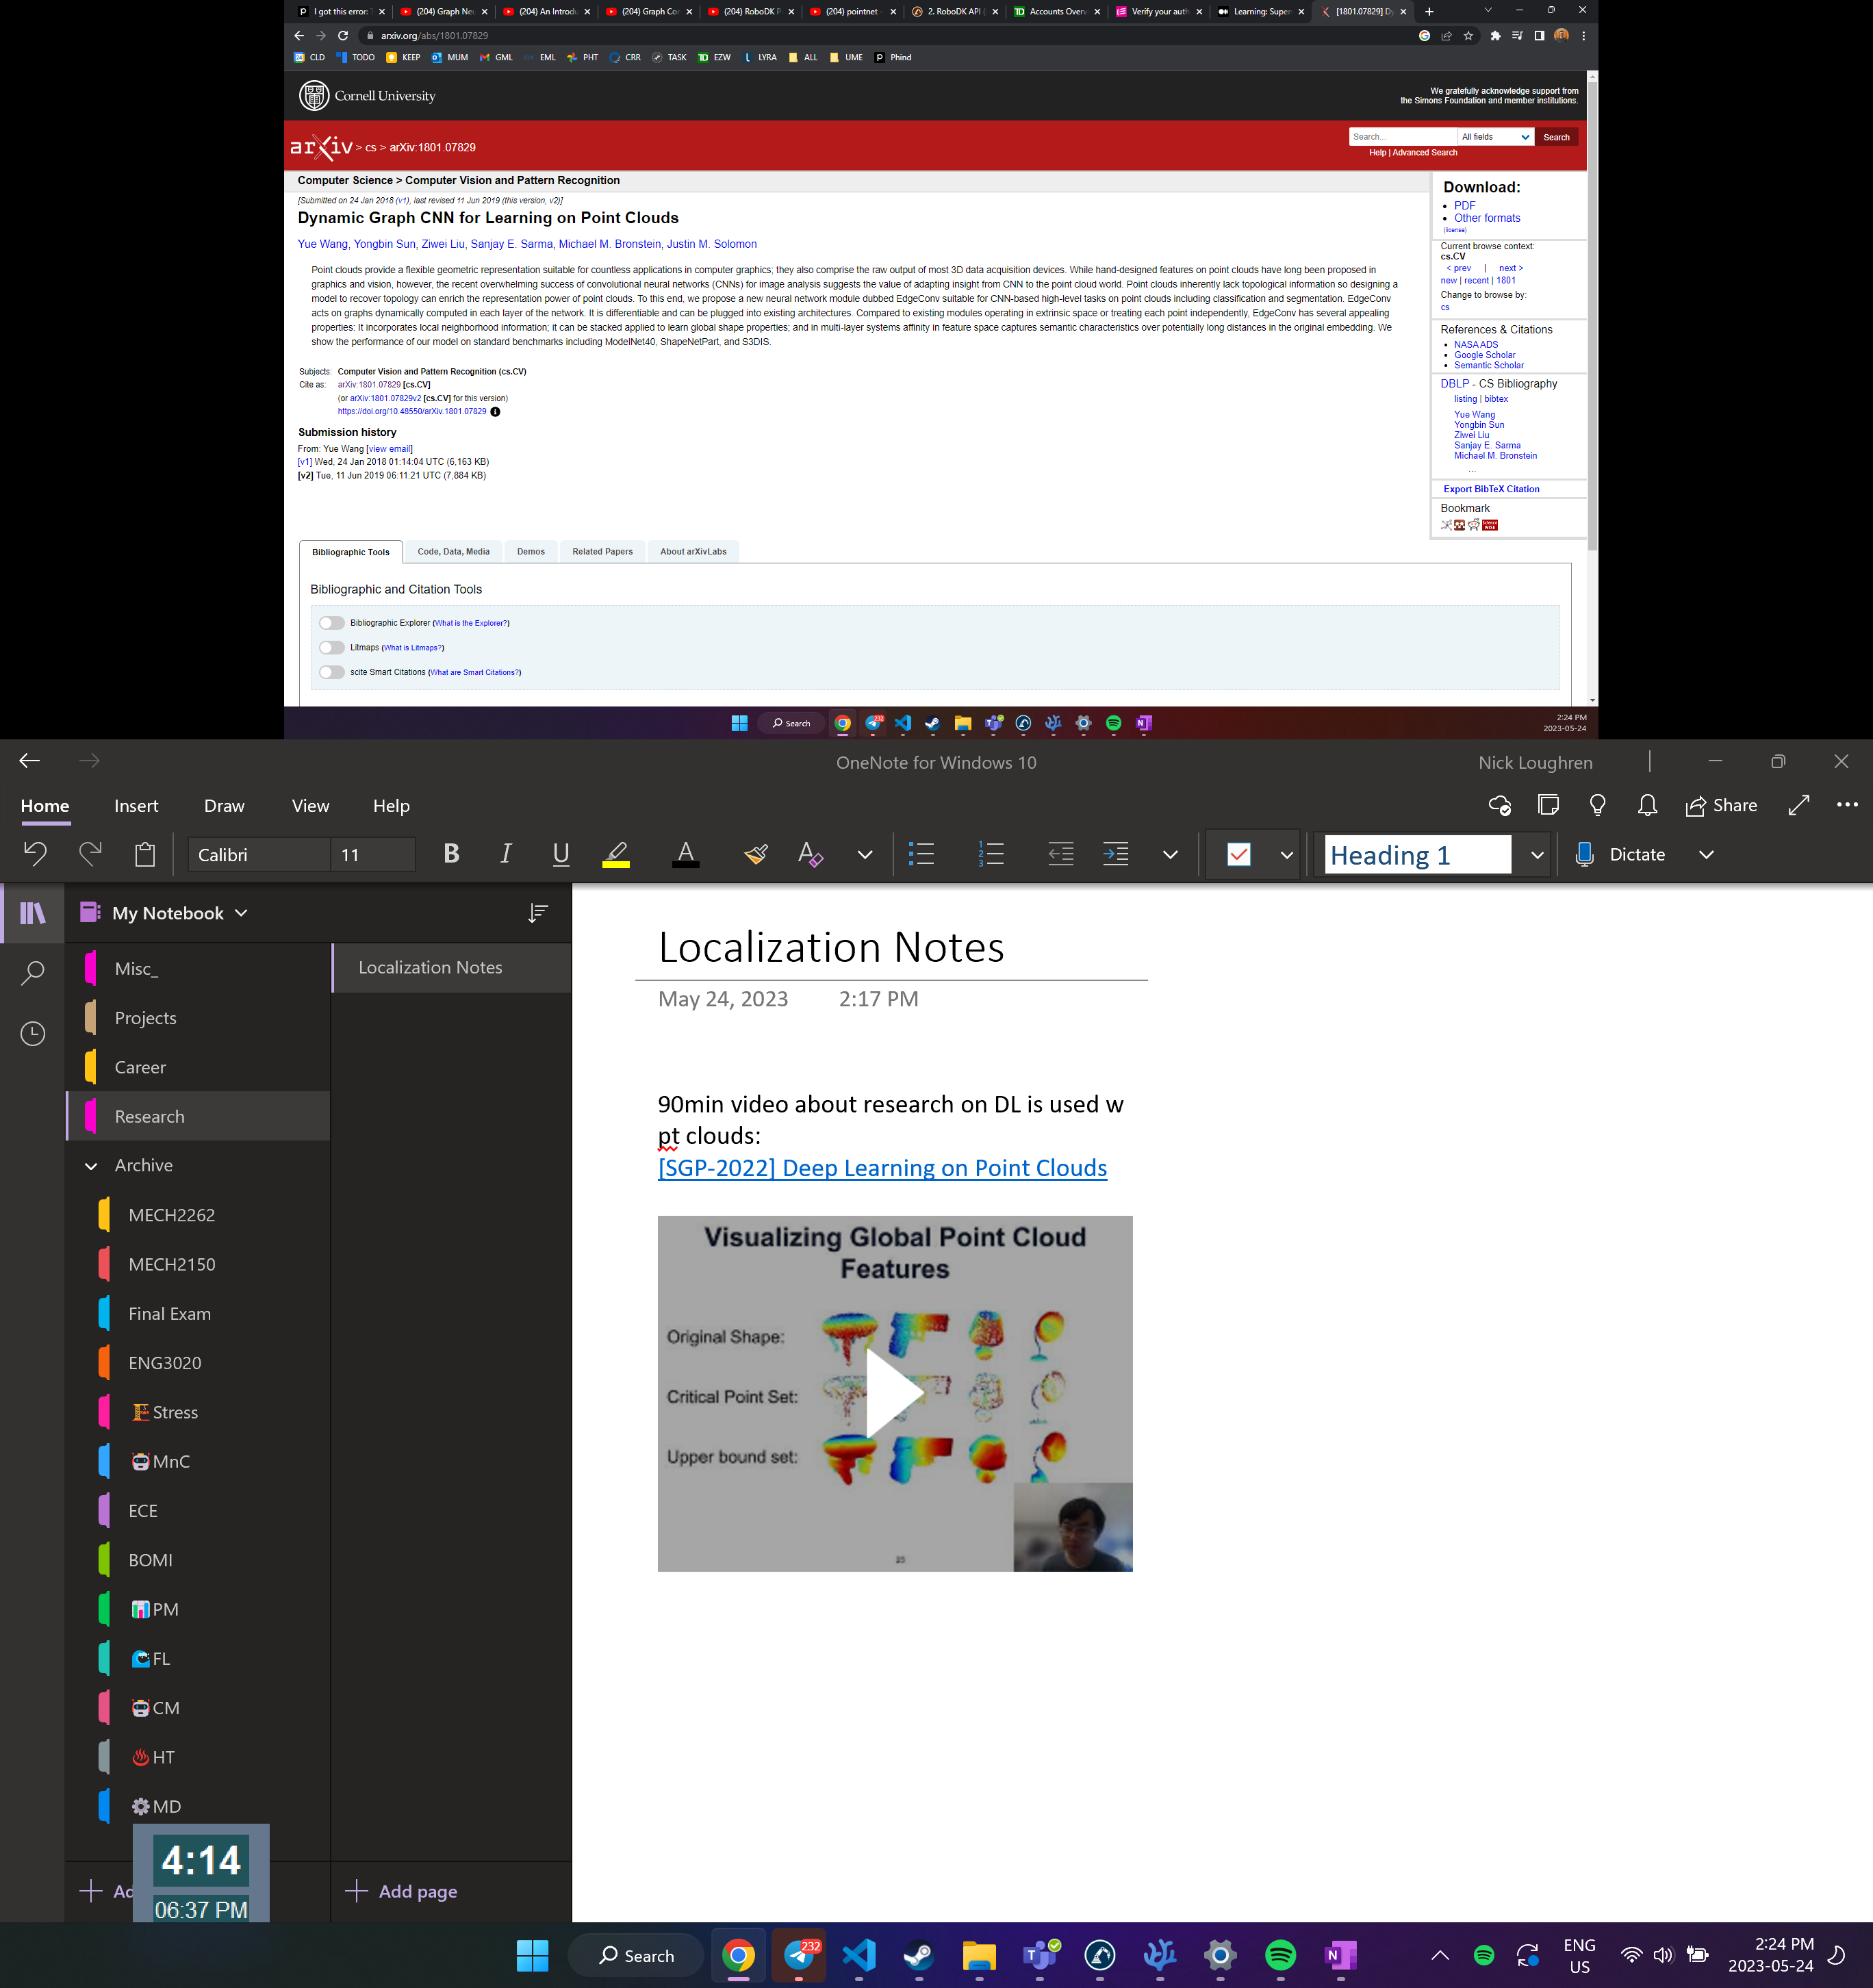 I got this error: T
(204) Graph Neu
(204) An Introdu
(204) Graph Con
(204) RoboDK P
(204) pointnet -
2. RoboDK API (
Accounts Overv
Verify your auth
Learning: Super
[1801.07829] Dy
arxiv.org/abs/1801.07829
CLD TODO KEEP MUM GML EML PHT CRR TASK EZW LYRA ALL UME Phind
Cornell University
We gratefully acknowledge support from
the Simons Foundation and member institutions.
arXiv > cs > arXiv:1801.07829
Search... All fields Search
Help | Advanced Search
Computer Science > Computer Vision and Pattern Recognition
[Submitted on 24 Jan 2018 (v1), last revised 11 Jun 2019 (this version, v2)]
Dynamic Graph CNN for Learning on Point Clouds
Yue Wang, Yongbin Sun, Ziwei Liu, Sanjay E. Sarma, Michael M. Bronstein, Justin M. Solomon
Point clouds provide a flexible geometric representation suitable for countless applications in computer graphics; they also comprise the raw output of most 3D data acquisition devices. While hand-designed features on point clouds have long been proposed in
graphics and vision, however, the recent overwhelming success of convolutional neural networks (CNNs) for image analysis suggests the value of adapting insight from CNN to the point cloud world. Point clouds inherently lack topological information so designing a
model to recover topology can enrich the representation power of point clouds. To this end, we propose a new neural network module dubbed EdgeConv suitable for CNN-based high-level tasks on point clouds including classification and segmentation. EdgeConv
acts on graphs dynamically computed in each layer of the network. It is differentiable and can be plugged into existing architectures. Compared to existing modules operating in extrinsic space or treating each point independently, EdgeConv has several appealing
properties: It incorporates local neighborhood information; it can be stacked applied to learn global shape properties; and in multi-layer systems affinity in feature space captures semantic characteristics over potentially long distances in the original embedding. We
show the performance of our model on standard benchmarks including ModelNet40, ShapeNetPart, and S3DIS.
Subjects: Computer Vision and Pattern Recognition (cs.CV)
Cite as: arXiv:1801.07829 [cs.CV]
(or arXiv:1801.07829v2 [cs.CV] for this version)
https://doi.org/10.48550/arXiv.1801.07829
Submission history
From: Yue Wang [view email]
[v1] Wed, 24 Jan 2018 01:14:04 UTC (6,163 KB)
[v2] Tue, 11 Jun 2019 06:11:21 UTC (7,884 KB)
Download:
PDF
Other formats
(license)
Current browse context:
cs.CV
< prev | next >
new | recent | 1801
Change to browse by:
cs
References & Citations
NASA ADS
Google Scholar
Semantic Scholar
DBLP - CS Bibliography
listing | bibtex
Yue Wang
Yongbin Sun
Ziwei Liu
Sanjay E. Sarma
Michael M. Bronstein
...
Export BibTeX Citation
Bookmark
Bibliographic Tools
Code, Data, Media
Demos
Related Papers
About arXivLabs
Bibliographic and Citation Tools
Bibliographic Explorer (What is the Explorer?)
Litmaps (What is Litmaps?)
scite Smart Citations (What are Smart Citations?)
Search
232
2:24 PM
2023-05-24
OneNote for Windows 10
Nick Loughren
Home Insert Draw View Help
Share
Calibri 11 B I U A A
Heading 1
Dictate
My Notebook
Misc_
Projects
Career
Research
Archive
MECH2262
MECH2150
Final Exam
ENG3020
Stress
MnC
ECE
BOMI
PM
FL
CM
HT
MD
Localization Notes
Localization Notes
May 24, 2023 2:17 PM
90min video about research on DL is used w
pt clouds:
[SGP-2022] Deep Learning on Point Clouds
Visualizing Global Point Cloud
Features
Original Shape:
Critical Point Set:
Upper bound set:
4:14
06:37 PM
Add page
Search
232
ENG
US
2:24 PM
2023-05-24